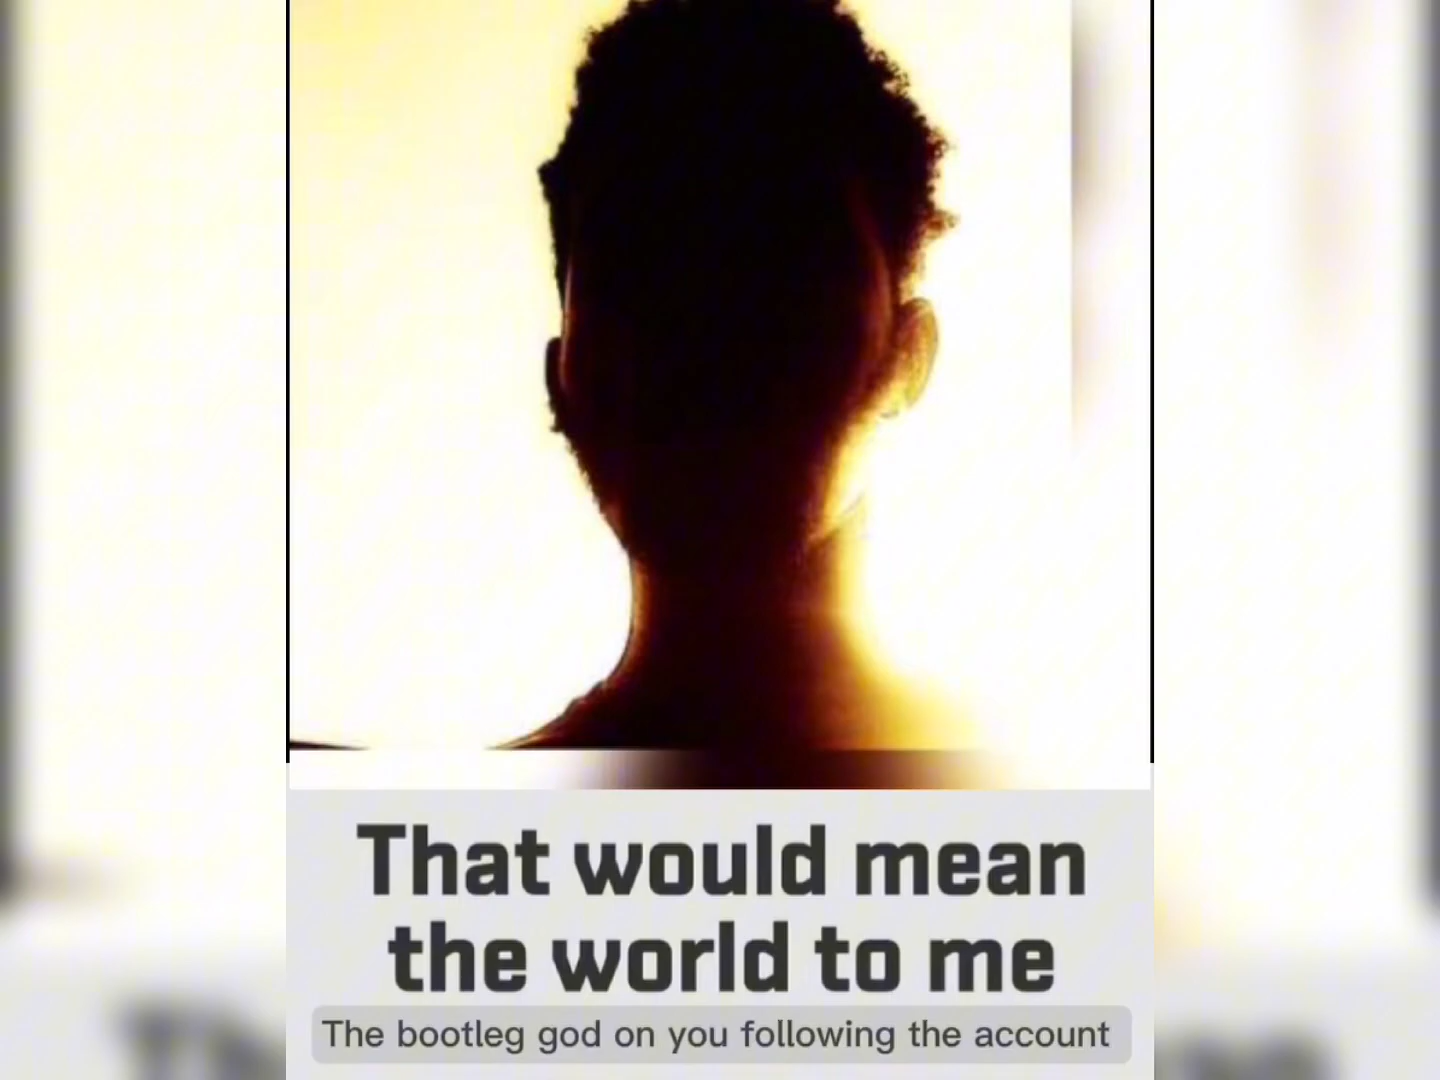 That would mean
the world to me
The bootleg god on you following the account